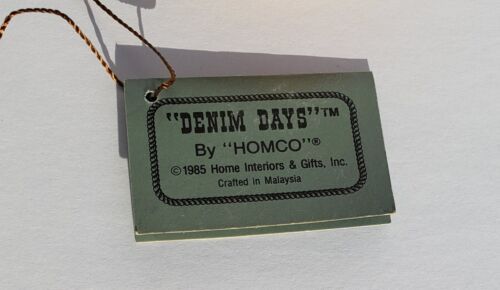 "DENIM DAYS"™
By "HOMCO"®
©1985 Home Interiors & Gifts, Inc.
Crafted in Malaysia